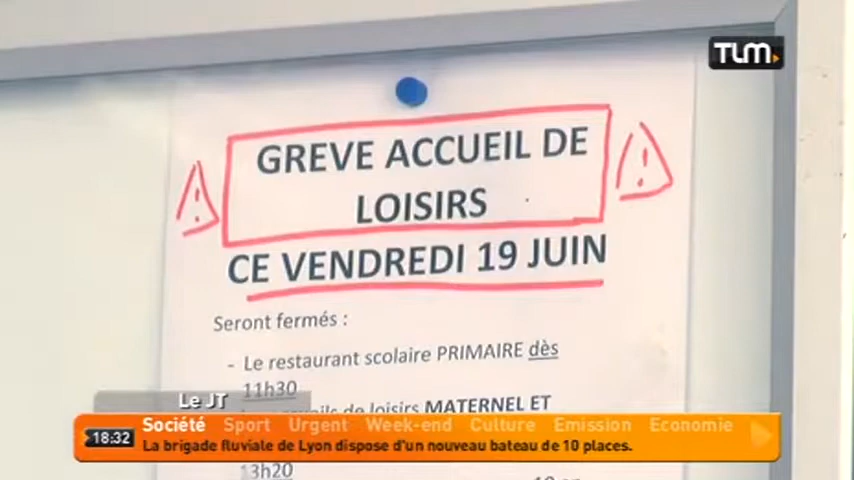 TLM
GREVE ACCUEIL DE
LOISIRS
CE VENDREDI 19 JUIN
Seront fermés :
- Le restaurant scolaire PRIMAIRE dès
11h30
de loisirs MATERNEL ET
Le JT
Société Sport Urgent Week-end Culture Emission Economie
18:32
La brigade fluviale de Lyon dispose d'un nouveau bateau de 10 places.
13h20